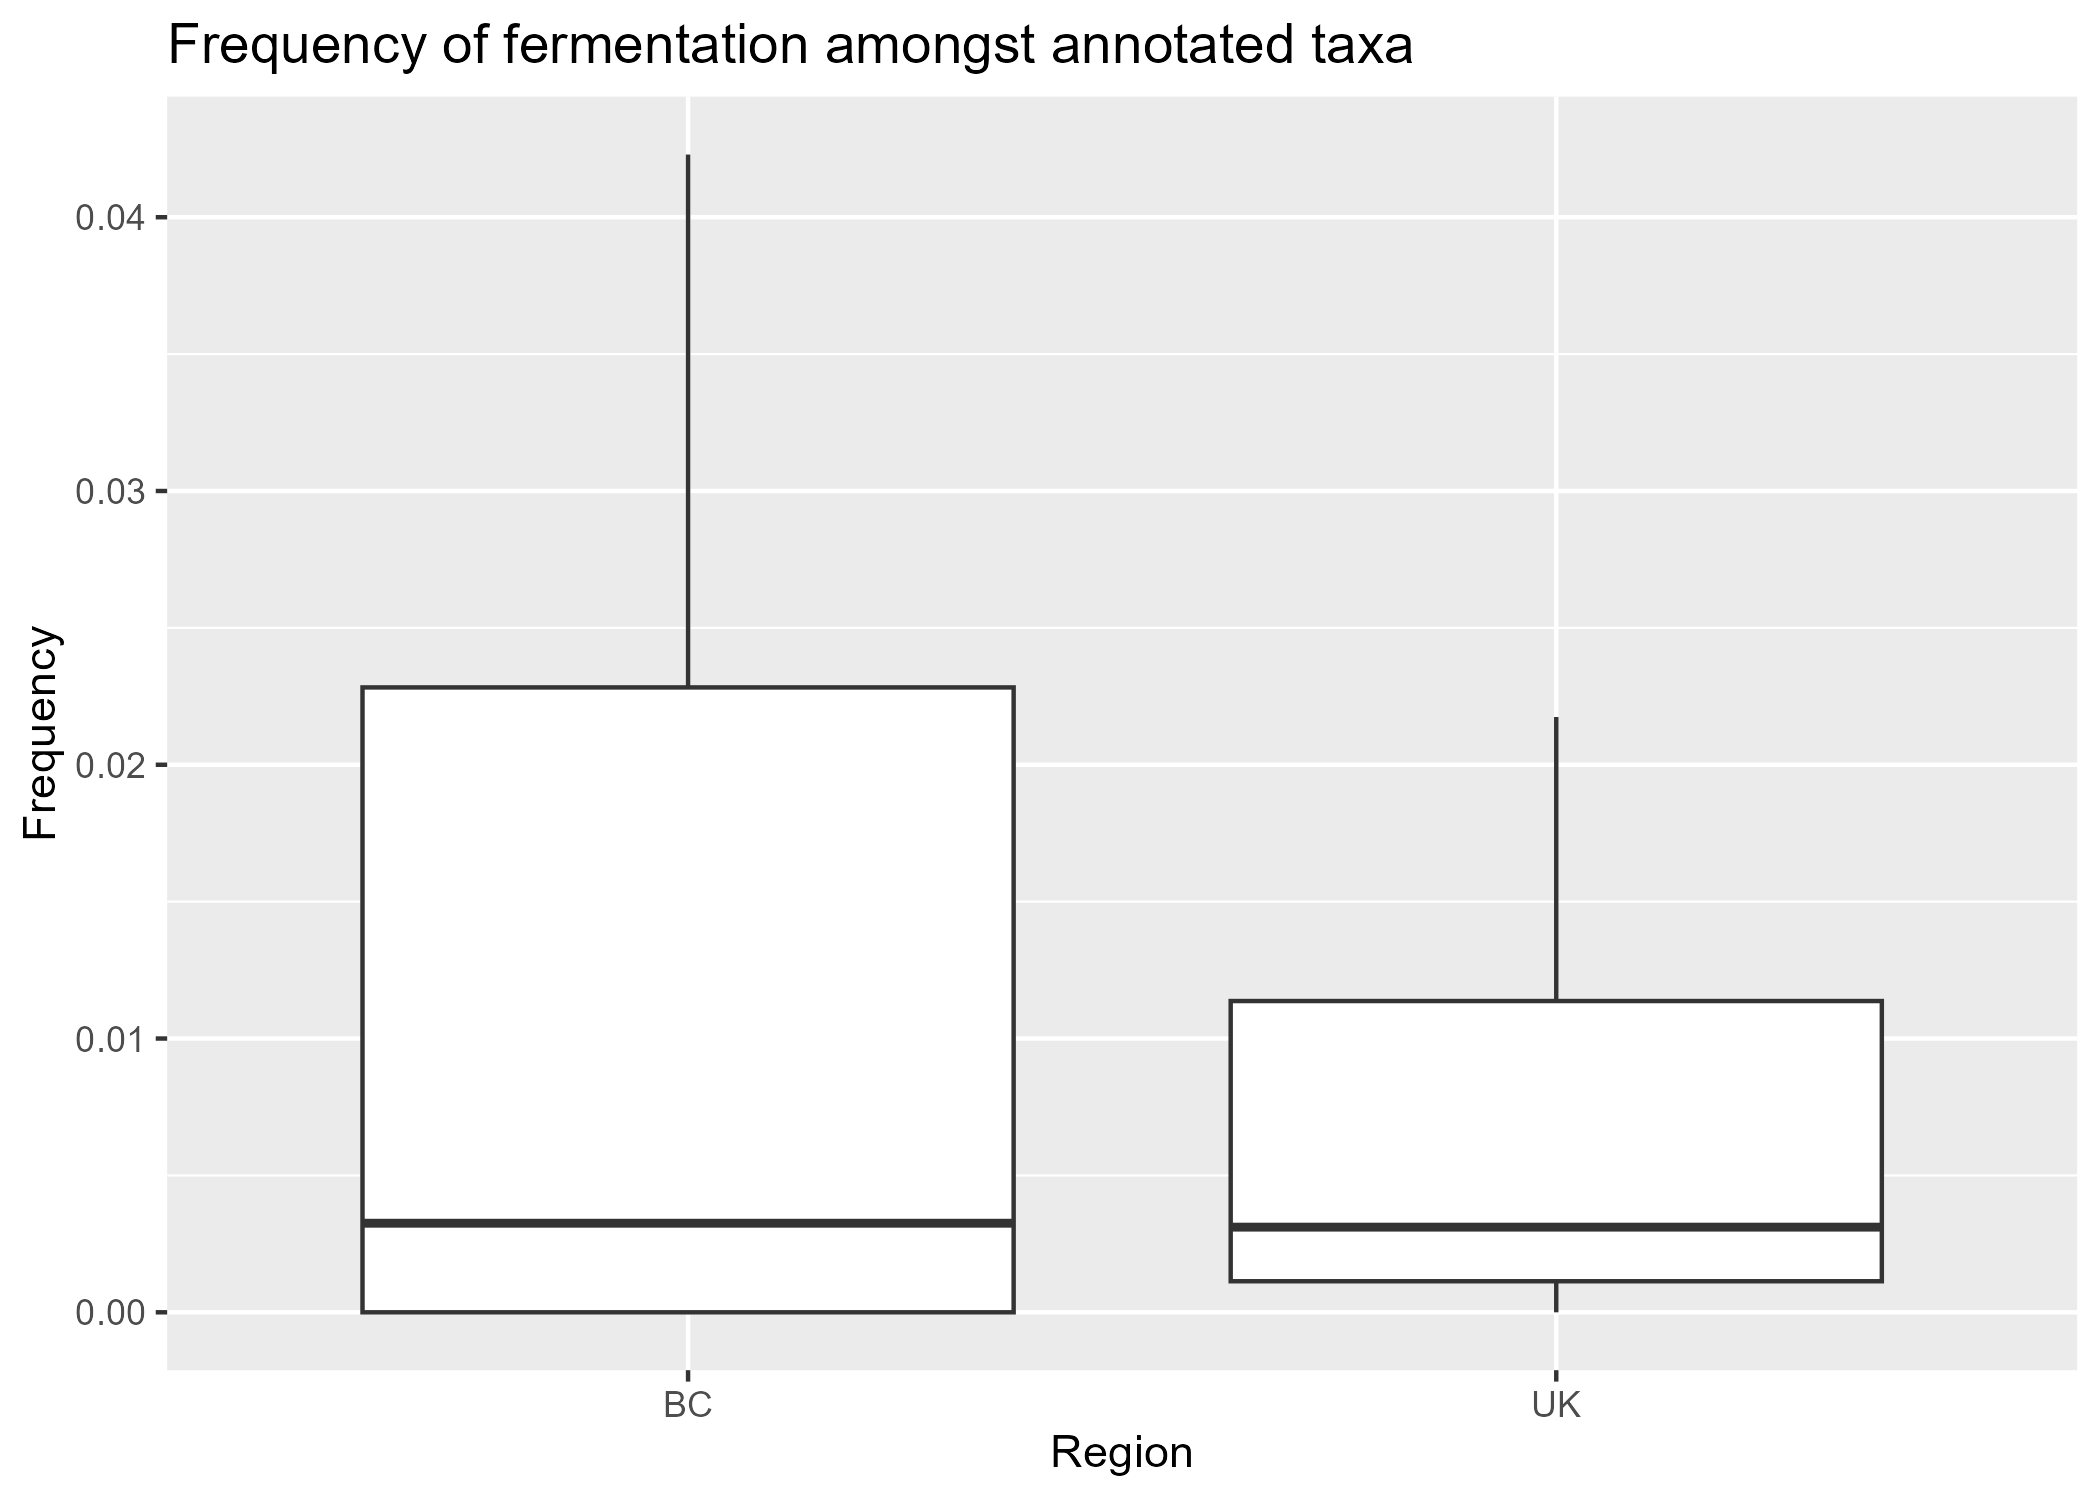 Frequency of fermentation amongst annotated taxa
Frequency
0.04
0.03
0.02
0.01
0.00
BC
UK
Region